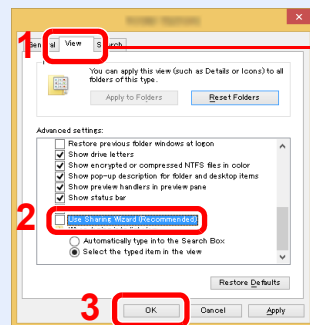 1
General View Search
You can apply this view (such as Details or Icons) to all
folders of this type.
Apply to Folders Reset Folders
Advanced settings:
Restore previous folder windows at logon
Show drive letters
Show encrypted or compressed NTFS files in color
Show pop-up description for folder and desktop items
Show preview handlers in preview pane
Show status bar
2
Use Sharing Wizard (Recommended)
Automatically type into the Search Box
Select the typed item in the view
Restore Defaults
3
OK Cancel Apply